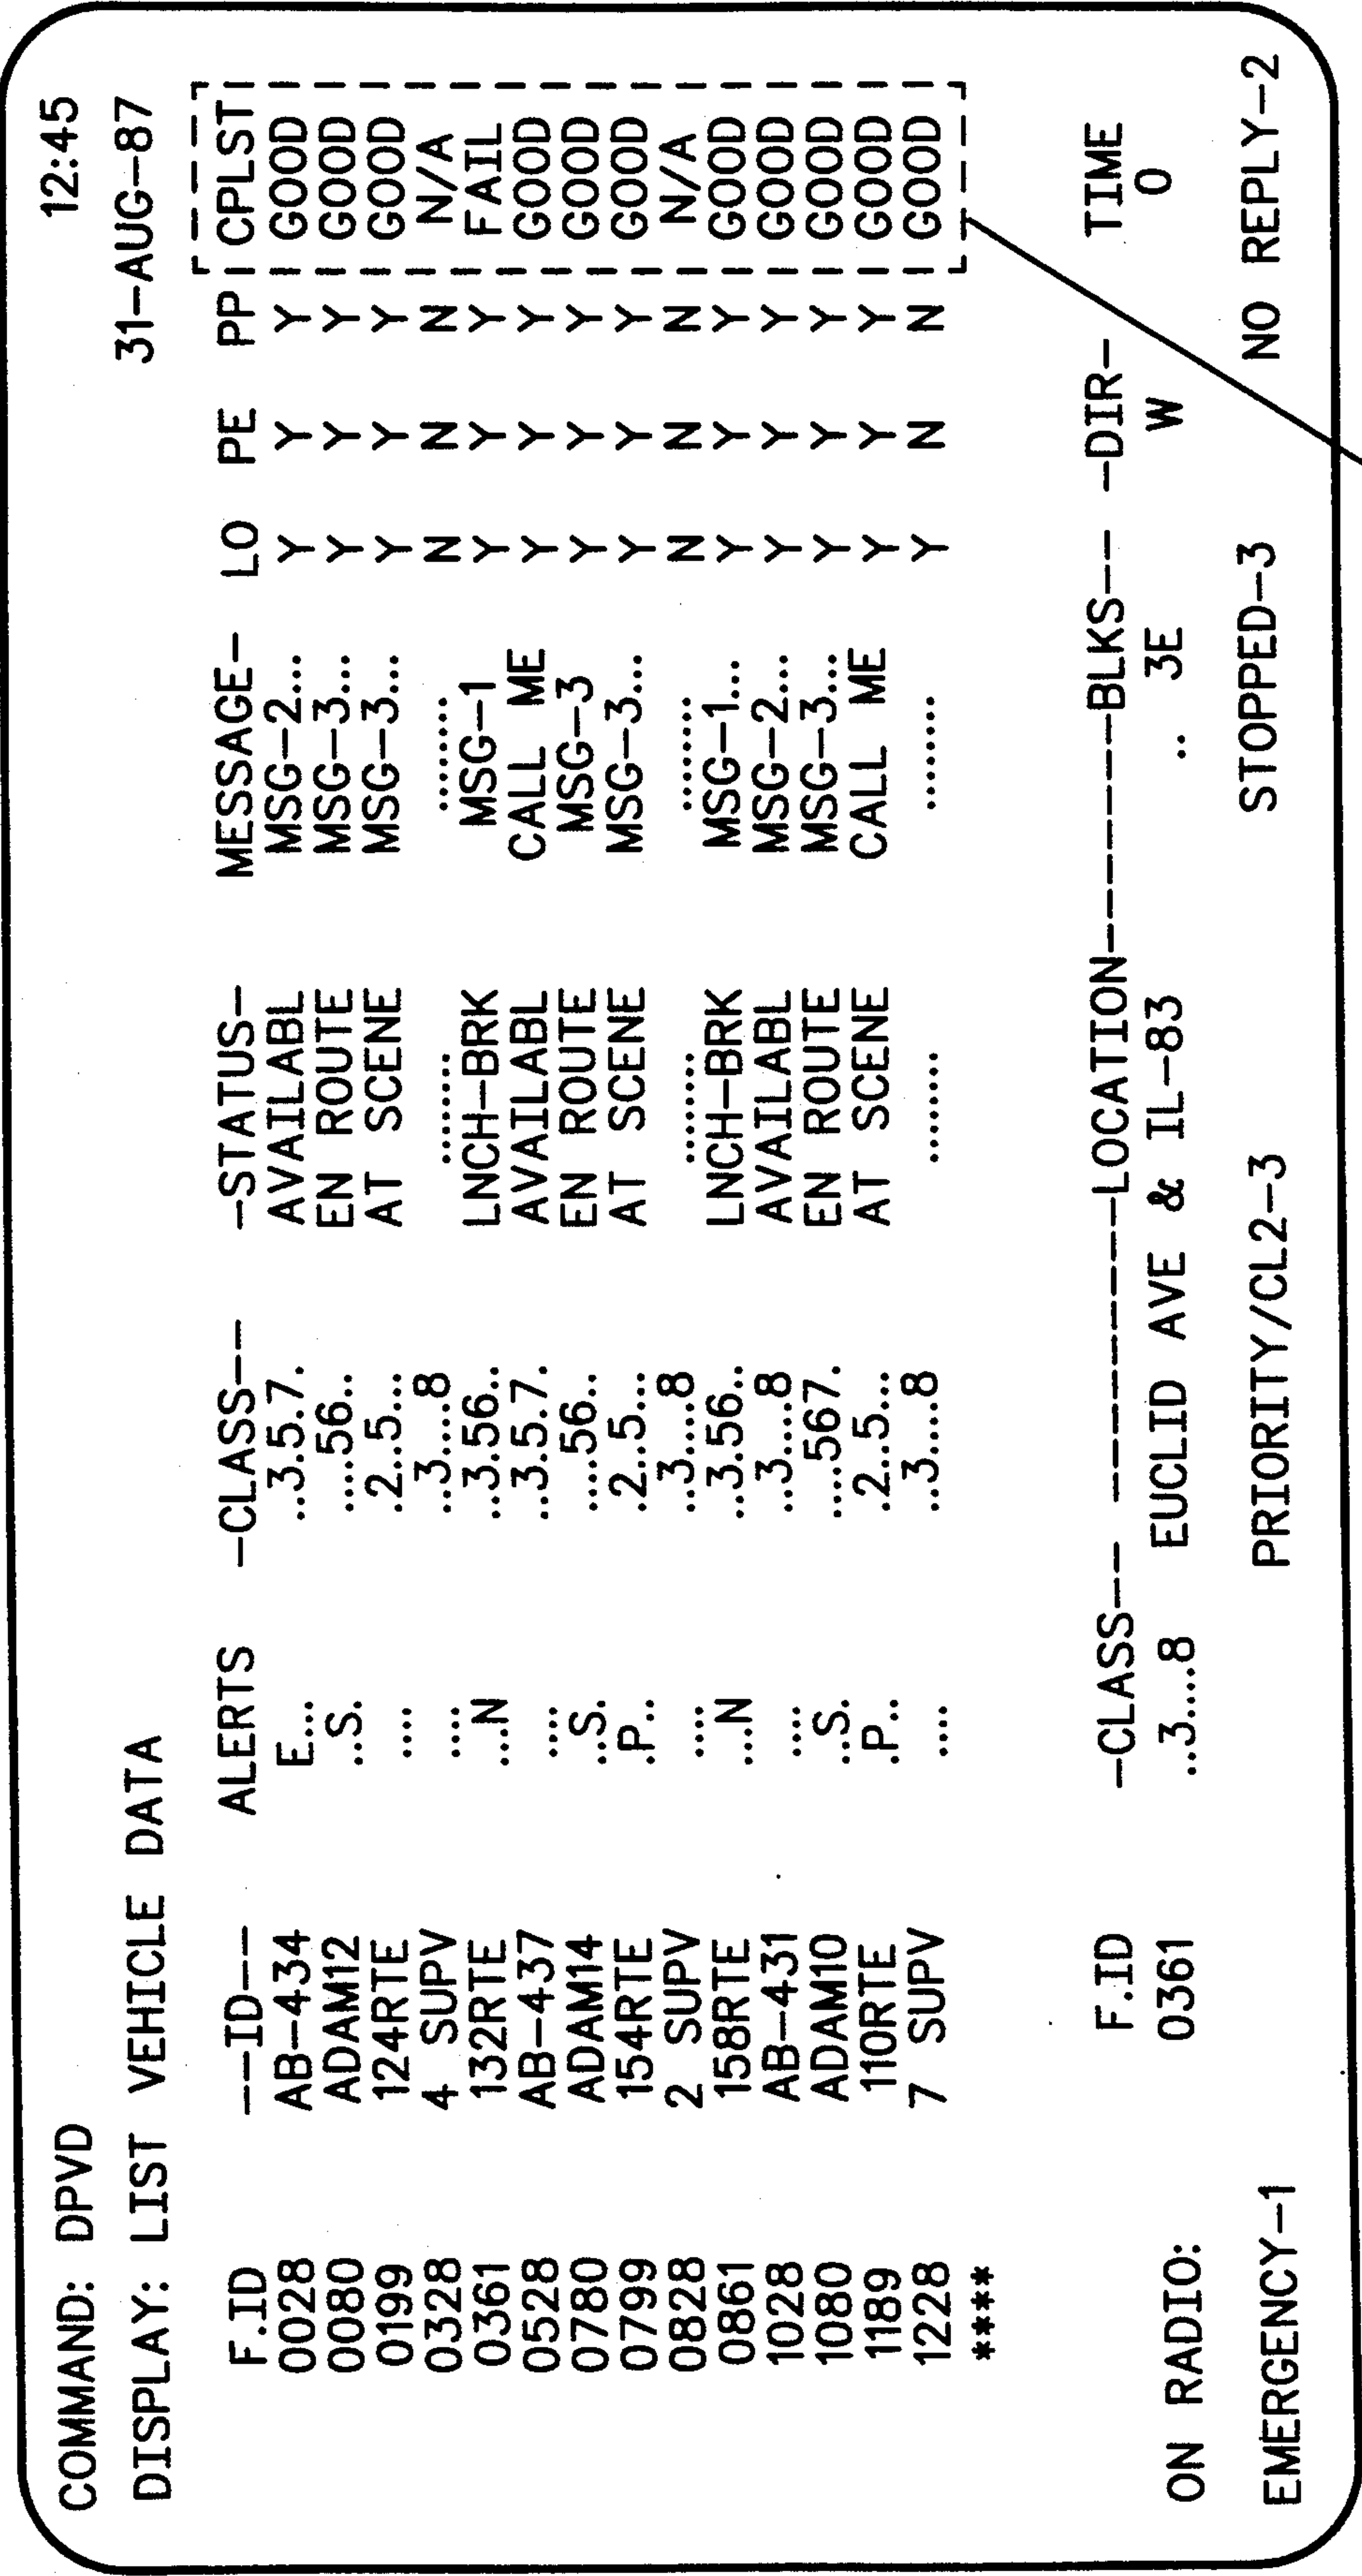 COMMAND: DPVD 12:45
DISPLAY: LIST VEHICLE DATA 31-AUG-87
F.ID --ID-- ALERTS -CLASS-- -STATUS- MESSAGE- LO PE PP CPLST
0028 AB-434 E... ..3.5.7. AVAILABL MSG-2... Y Y Y GOOD
0080 ADAM12 ..S. ....56.. EN ROUTE MSG-3... Y Y Y GOOD
0199 124RTE .... .2..5... AT SCENE MSG-3... Y Y Y GOOD
0328 4 SUPV .... ..3....8 ........ ........ N N N N/A
0361 132RTE ...N ..3.56.. LNCH-BRK MSG-1 Y Y Y FAIL
0528 AB-437 .... ..3.5.7. AVAILABL CALL ME Y Y Y GOOD
0780 ADAM14 ..S. ....56.. EN ROUTE MSG-3 Y Y Y GOOD
0799 154RTE .P.. .2..5... AT SCENE MSG-3... Y Y Y GOOD
0828 2 SUPV .... ..3....8 ........ ........ N N N N/A
0861 158RTE ...N ..3.56.. LNCH-BRK MSG-1... Y Y Y GOOD
1028 AB-431 .... ..3....8 AVAILABL MSG-2... Y Y Y GOOD
1080 ADAM10 ..S. ....567. EN ROUTE MSG-3... Y Y Y GOOD
1189 110RTE .P.. .2..5... AT SCENE CALL ME Y Y Y GOOD
1228 7 SUPV .... ..3....8 ........ ........ Y N N GOOD
****
F.ID -CLASS-- ----------LOCATION--------BLKS-- -DIR- TIME
ON RADIO: 0361 ..3....8 EUCLID AVE & IL-83 .. 3E W 0
EMERGENCY-1 PRIORITY/CL2-3 STOPPED-3 NO REPLY-2